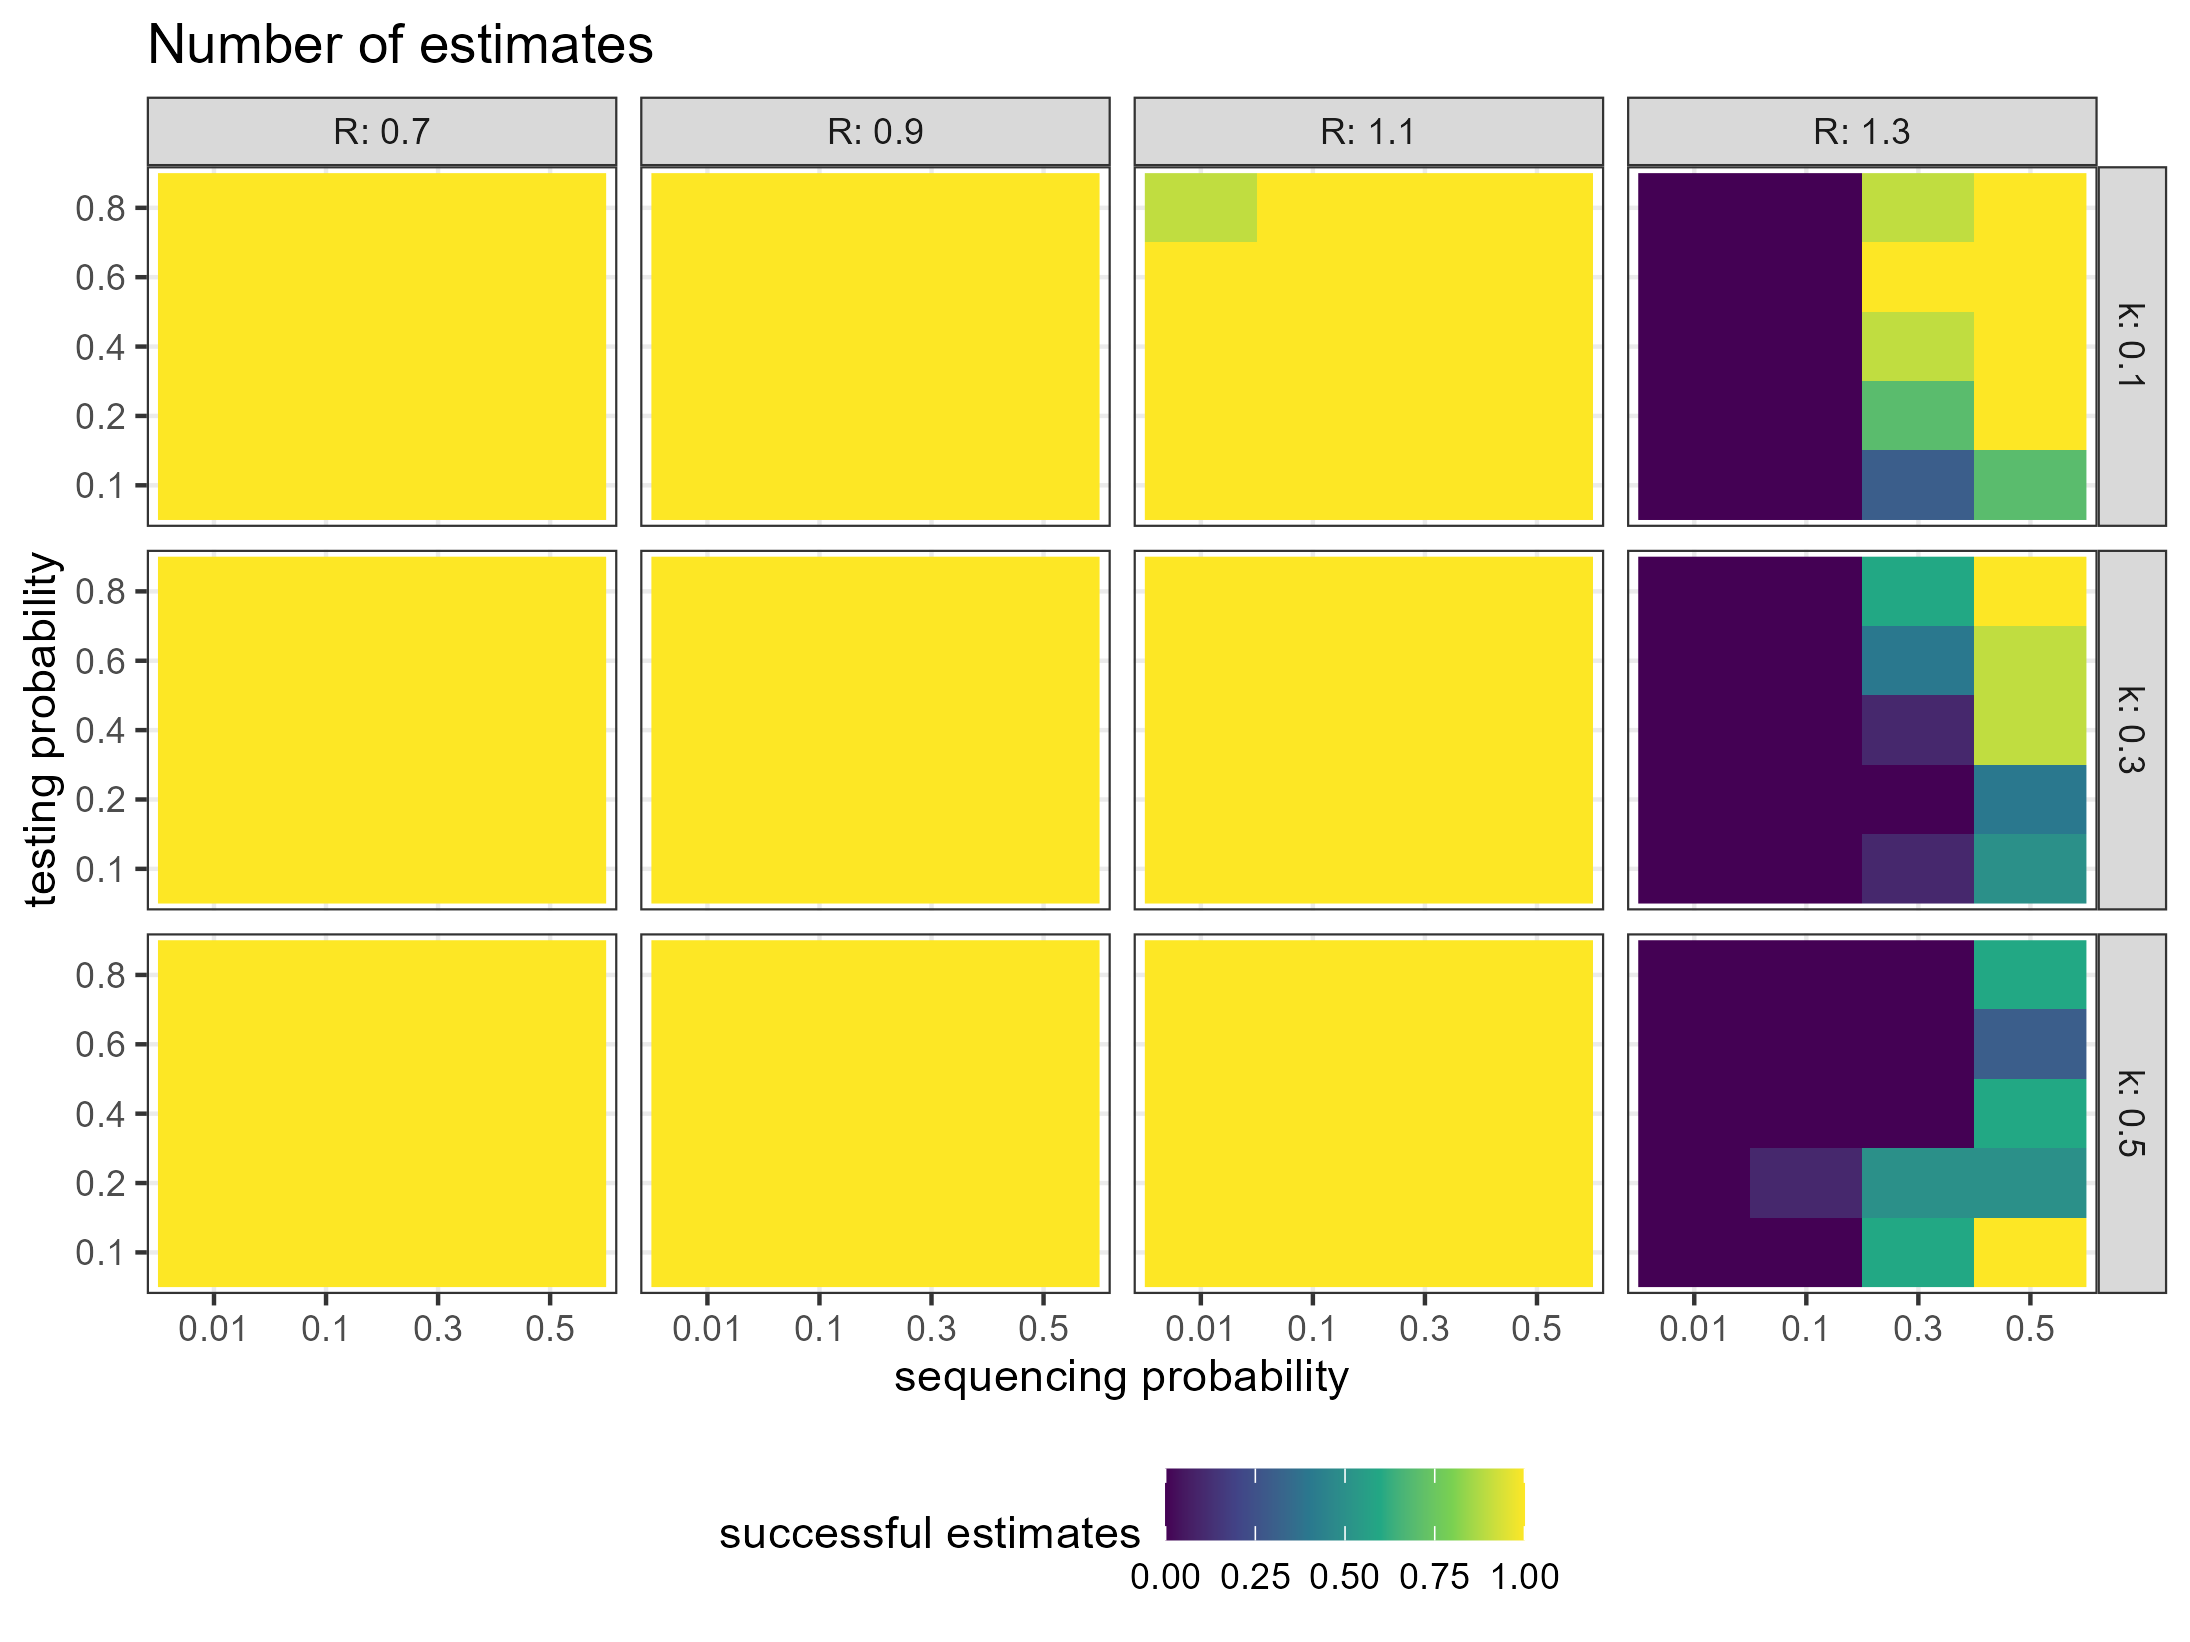 Number of estimates
R: 0.7
R: 0.9
R: 1.1
R: 1.3
0.8
0.6
0.4
0.2
0.1
k: 0.1
testing probability
0.8
0.6
0.4
0.2
0.1
k: 0.3
0.8
0.6
0.4
0.2
0.1
k: 0.5
0.01 0.1 0.3 0.5
0.01 0.1 0.3 0.5
0.01 0.1 0.3 0.5
0.01 0.1 0.3 0.5
sequencing probability
successful estimates
0.00 0.25 0.50 0.75 1.00